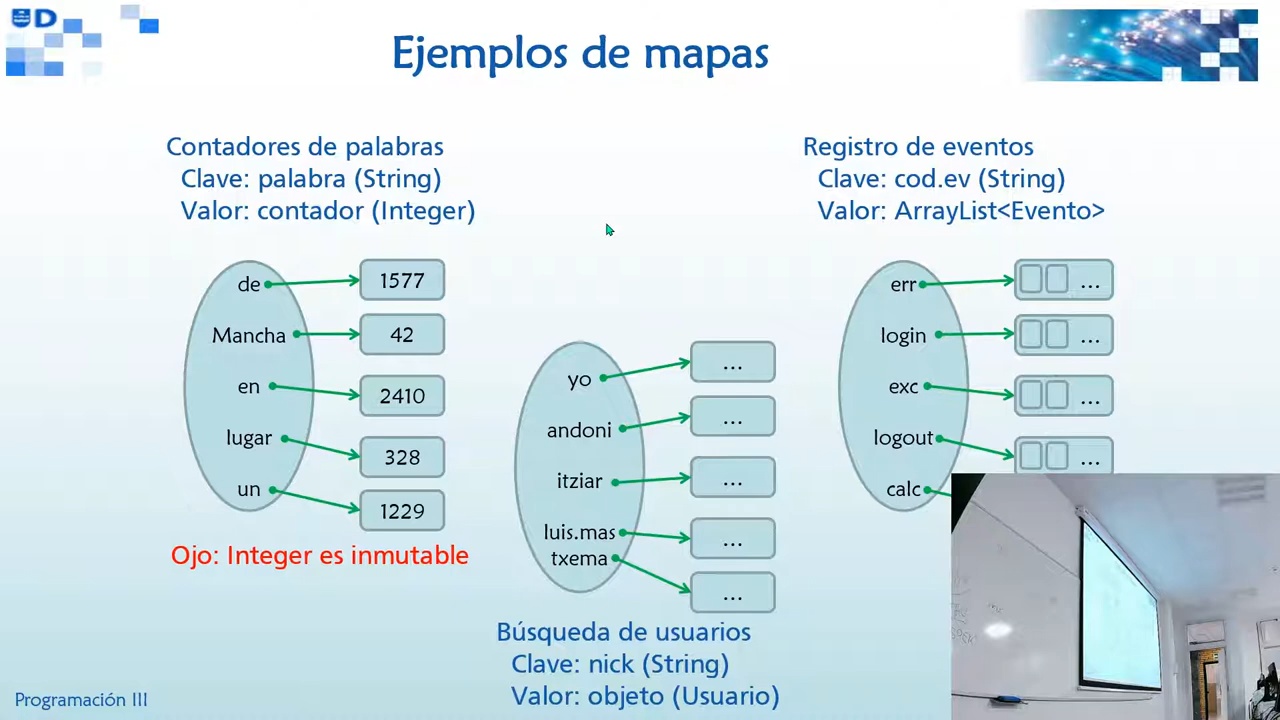 D
Ejemplos de mapas
Contadores de palabras
Clave: palabra (String)
Valor: contador (Integer)
de
1577
Mancha
42
en
2410
lugar
328
un
1229
Ojo: Integer es inmutable
yo
...
andoni
...
itziar
...
luis.mas
...
txema
...
Búsqueda de usuarios
Clave: nick (String)
Valor: objeto (Usuario)
Registro de eventos
Clave: cod.ev (String)
Valor: ArrayList<Evento>
err
...
login
...
exc
...
logout
...
calc
Programación III